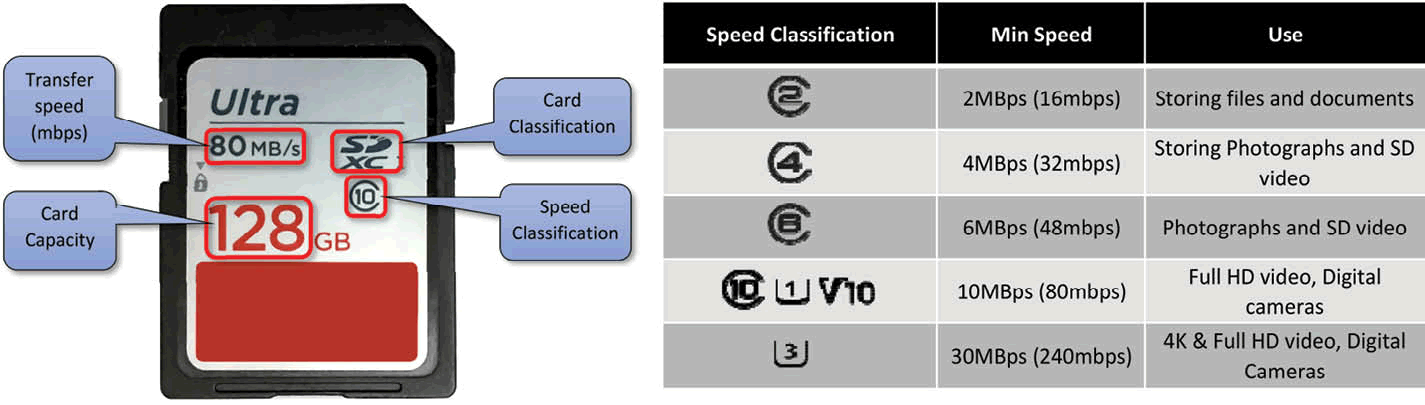 Transfer
speed
(mbps)
Card
Capacity
Ultra
80 MB/s
SD
XC
10
128 GB
Card
Classification
Speed
Classification
Speed Classification Min Speed Use
2 2MBps (16mbps) Storing files and documents
4 4MBps (32mbps) Storing Photographs and SD
video
6 6MBps (48mbps) Photographs and SD video
10 1 V10 10MBps (80mbps) Full HD video, Digital
cameras
3 30MBps (240mbps) 4K & Full HD video, Digital
Cameras